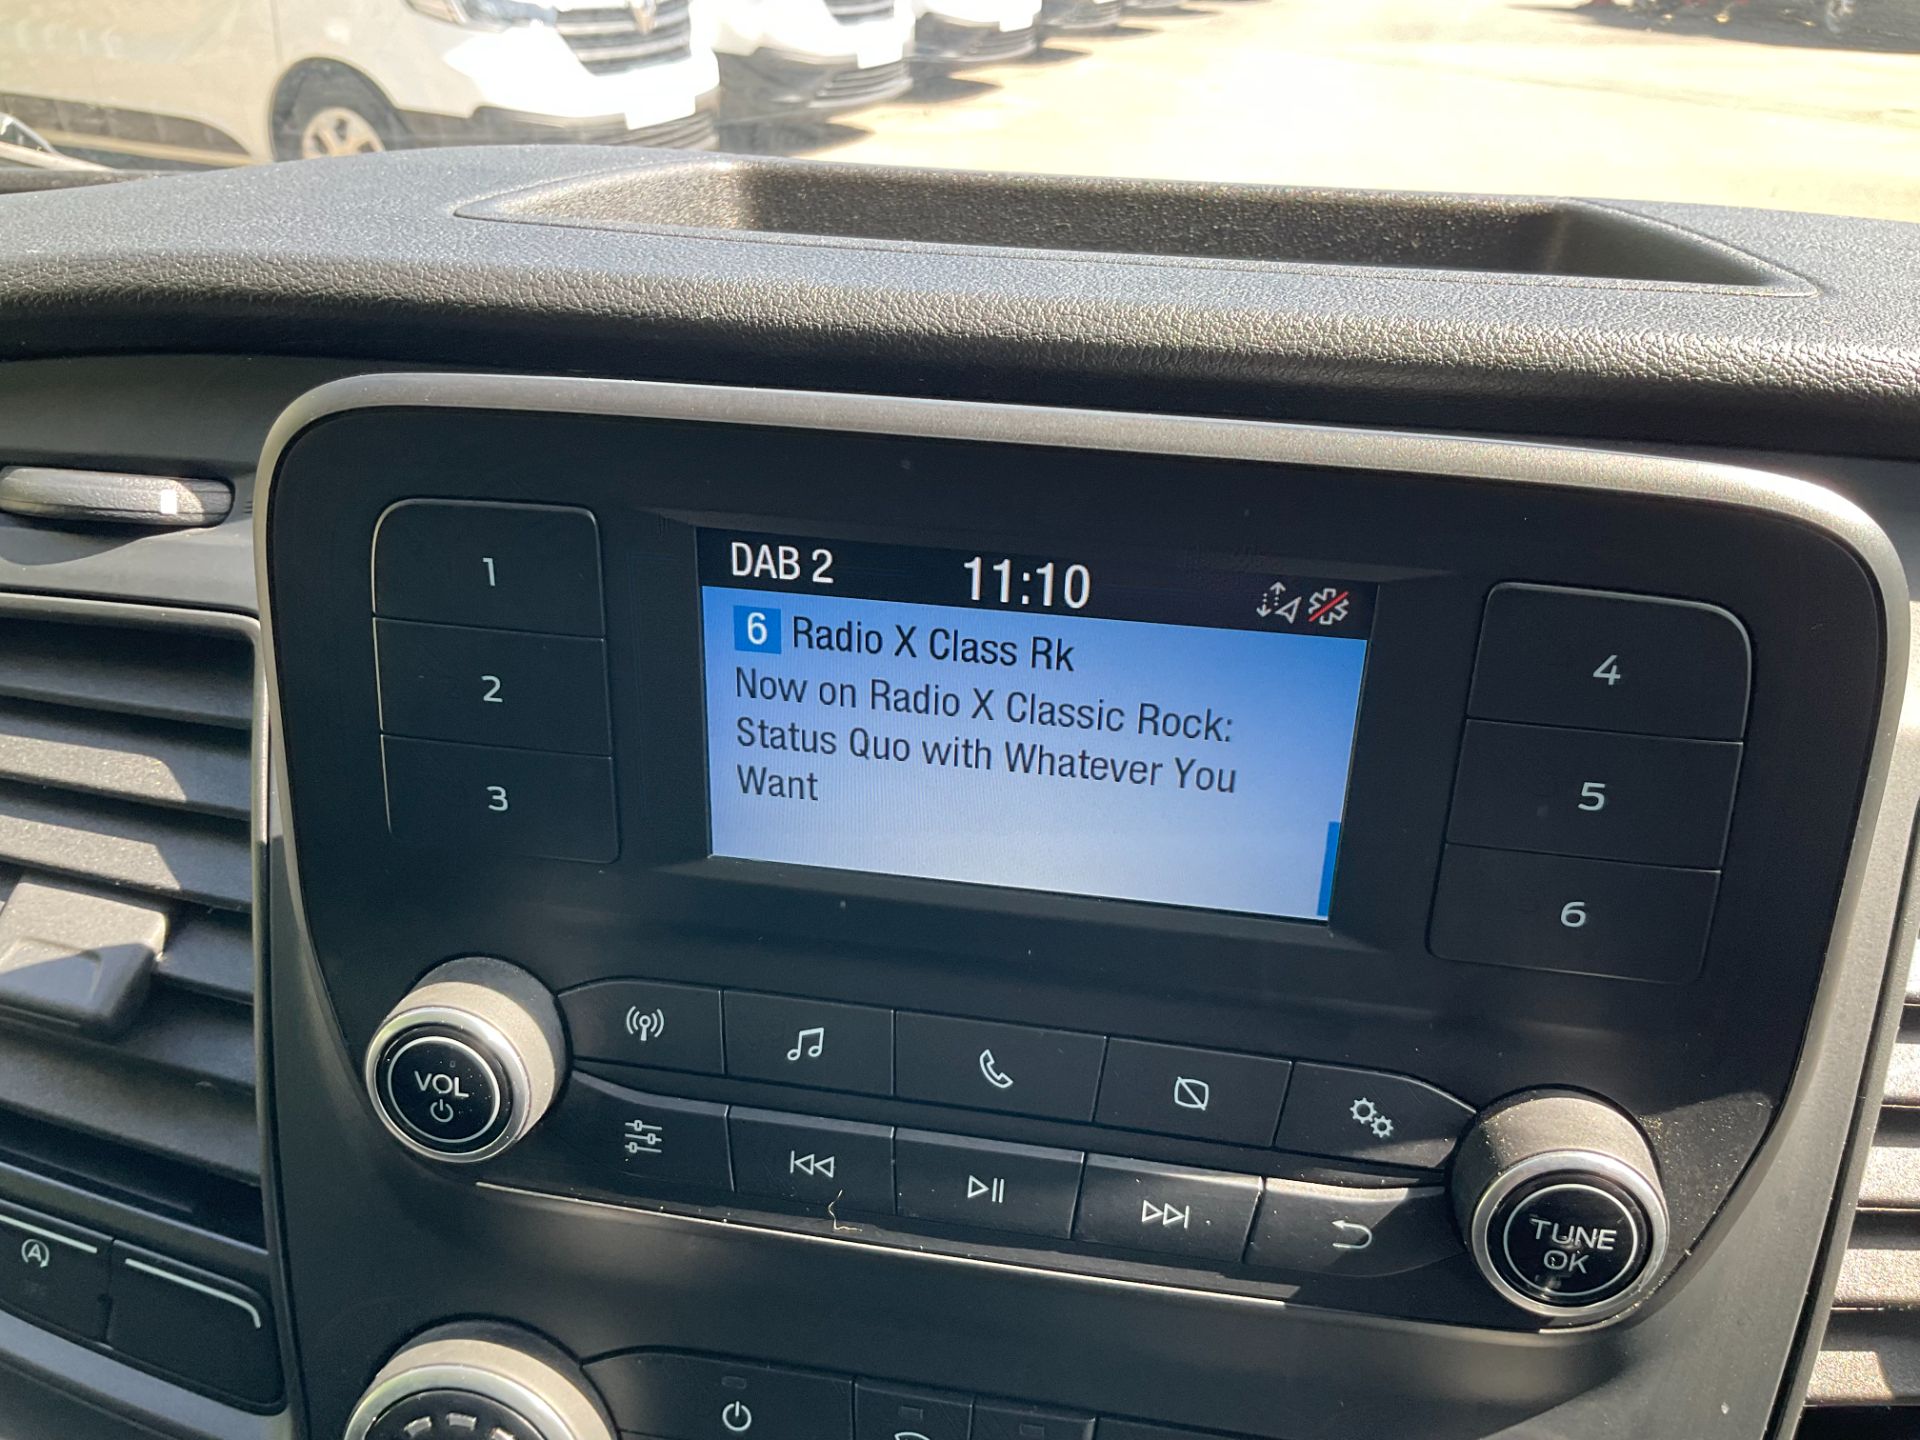 DAB 2 11:10
6 Radio X Class Rk
Now on Radio X Classic Rock:
Status Quo with Whatever You
Want
1
2
3
4
5
6
VOL
TUNE
OK
A